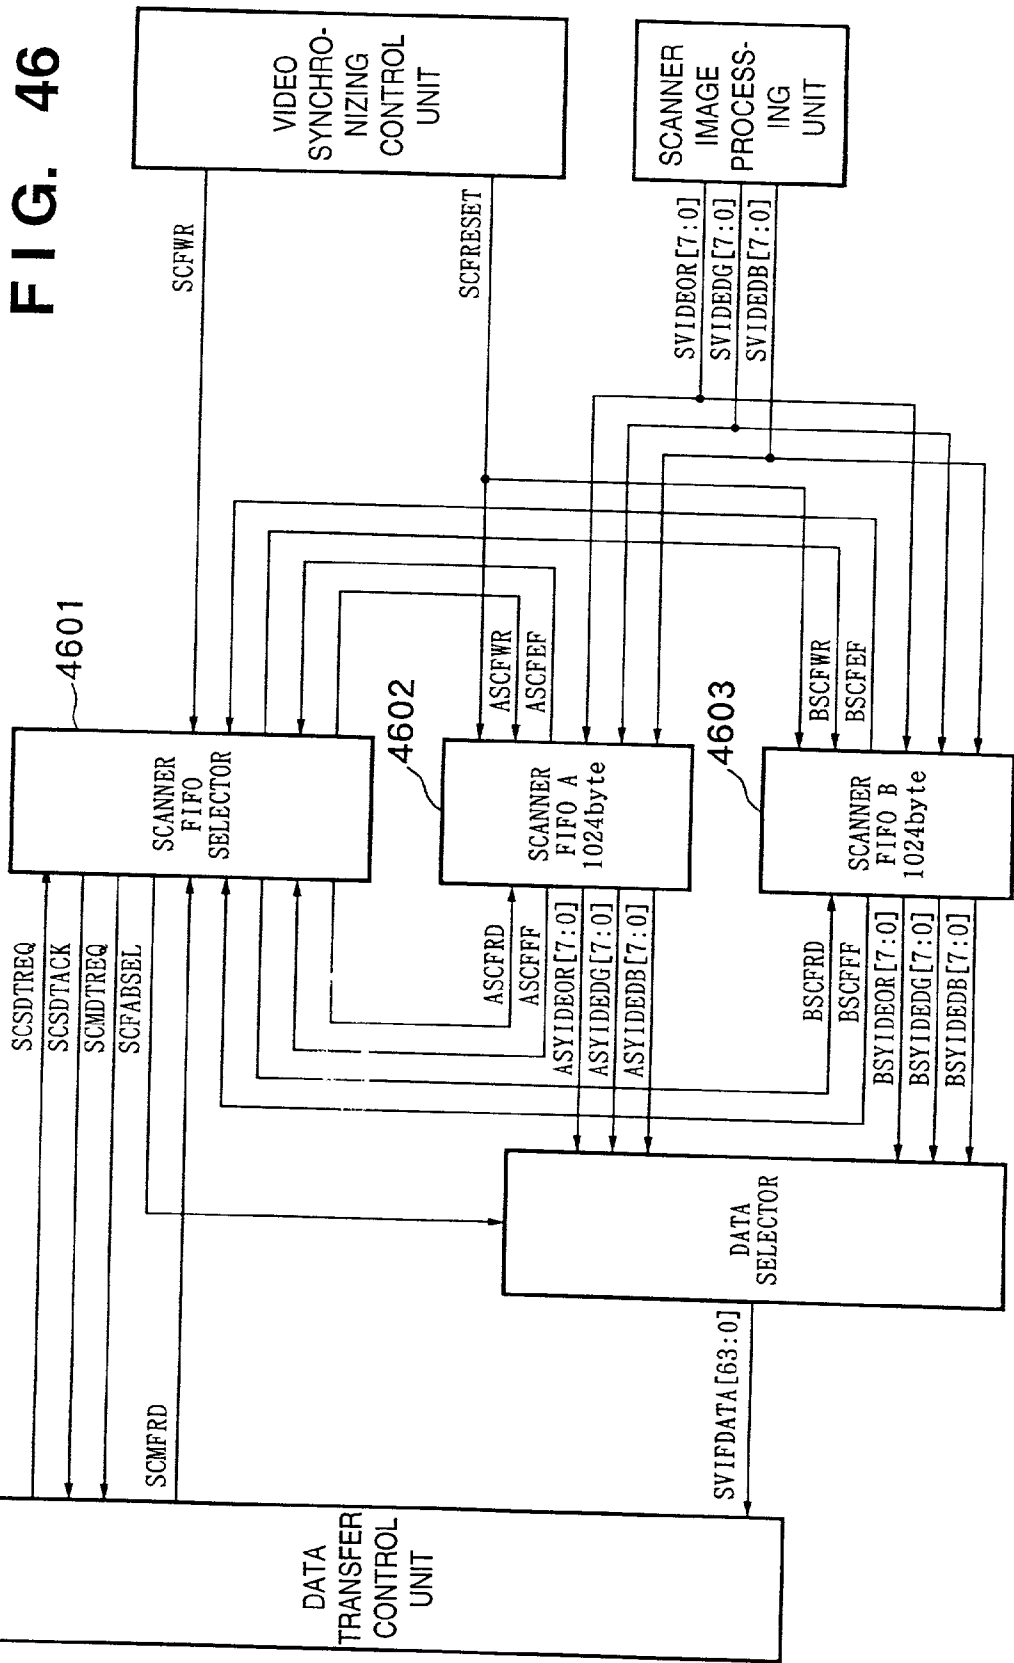 FIG. 46
VIDEO
SYNCHRO-
NIZING
CONTROL
UNIT
SCANNER
IMAGE
PROCESS-
ING
UNIT
SCFWR
SCFRESET
SVIDEOR[7:0]
SVIDEDG[7:0]
SVIDEDB[7:0]
4601
SCANNER
FIFO
SELECTOR
ASCFWR
ASCFEF
4602
SCANNER
FIFO A
1024byte
BSCFWR
BSCFEF
4603
SCANNER
FIFO B
1024byte
SCSDTREQ
SCSDTACK
SCMDTREQ
SCFABSEL
SCMFRD
ASCFRD
ASCFFF
ASYIDEOR[7:0]
ASYIDEDG[7:0]
ASYIDEDB[7:0]
BSCFRD
BSCFFF
BSYIDEOR[7:0]
BSYIDEDG[7:0]
BSYIDEDB[7:0]
DATA
SELECTOR
SVIFDATA[63:0]
DATA
TRANSFER
CONTROL
UNIT